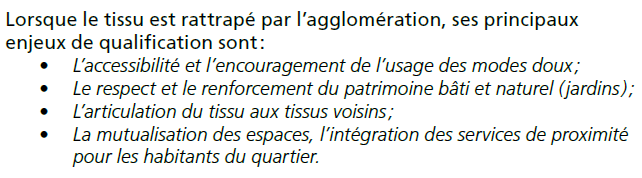 Lorsque le tissu est rattrapé par l’agglomération, ses principaux
enjeux de qualification sont :
• L’accessibilité et l’encouragement de l’usage des modes doux ;
• Le respect et le renforcement du patrimoine bâti et naturel (jardins) ;
• L’articulation du tissu aux tissus voisins ;
• La mutualisation des espaces, l’intégration des services de proximité
pour les habitants du quartier.